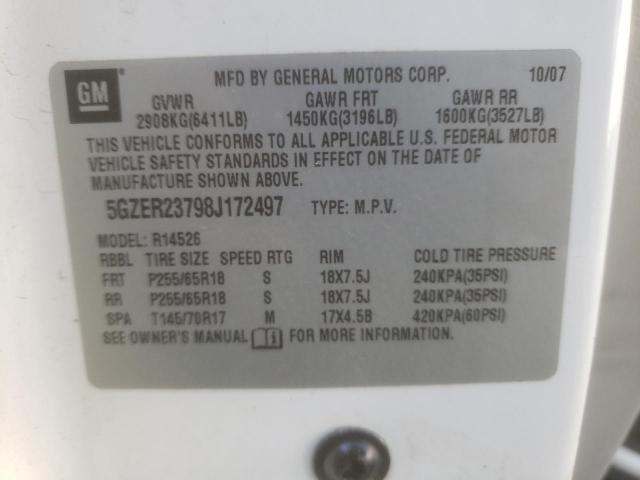 GM
MFD BY GENERAL MOTORS CORP. 10/07
GVWR GAWR FRT GAWR RR
2908KG(6411LB) 1450KG(3196LB) 1600KG(3527LB)
THIS VEHICLE CONFORMS TO ALL APPLICABLE U.S. FEDERAL MOTOR
VEHICLE SAFETY STANDARDS IN EFFECT ON THE DATE OF
MANUFACTURE SHOWN ABOVE.
5GZER23798J172497 TYPE: M.P.V.
MODEL: R14526
RBBL TIRE SIZE SPEED RTG RIM COLD TIRE PRESSURE
FRT P255/65R18 S 18X7.5J 240KPA(35PSI)
RR P255/65R18 S 18X7.5J 240KPA(35PSI)
SPA T145/70R17 M 17X4.5B 420KPA(60PSI)
SEE OWNER'S MANUAL FOR MORE INFORMATION.